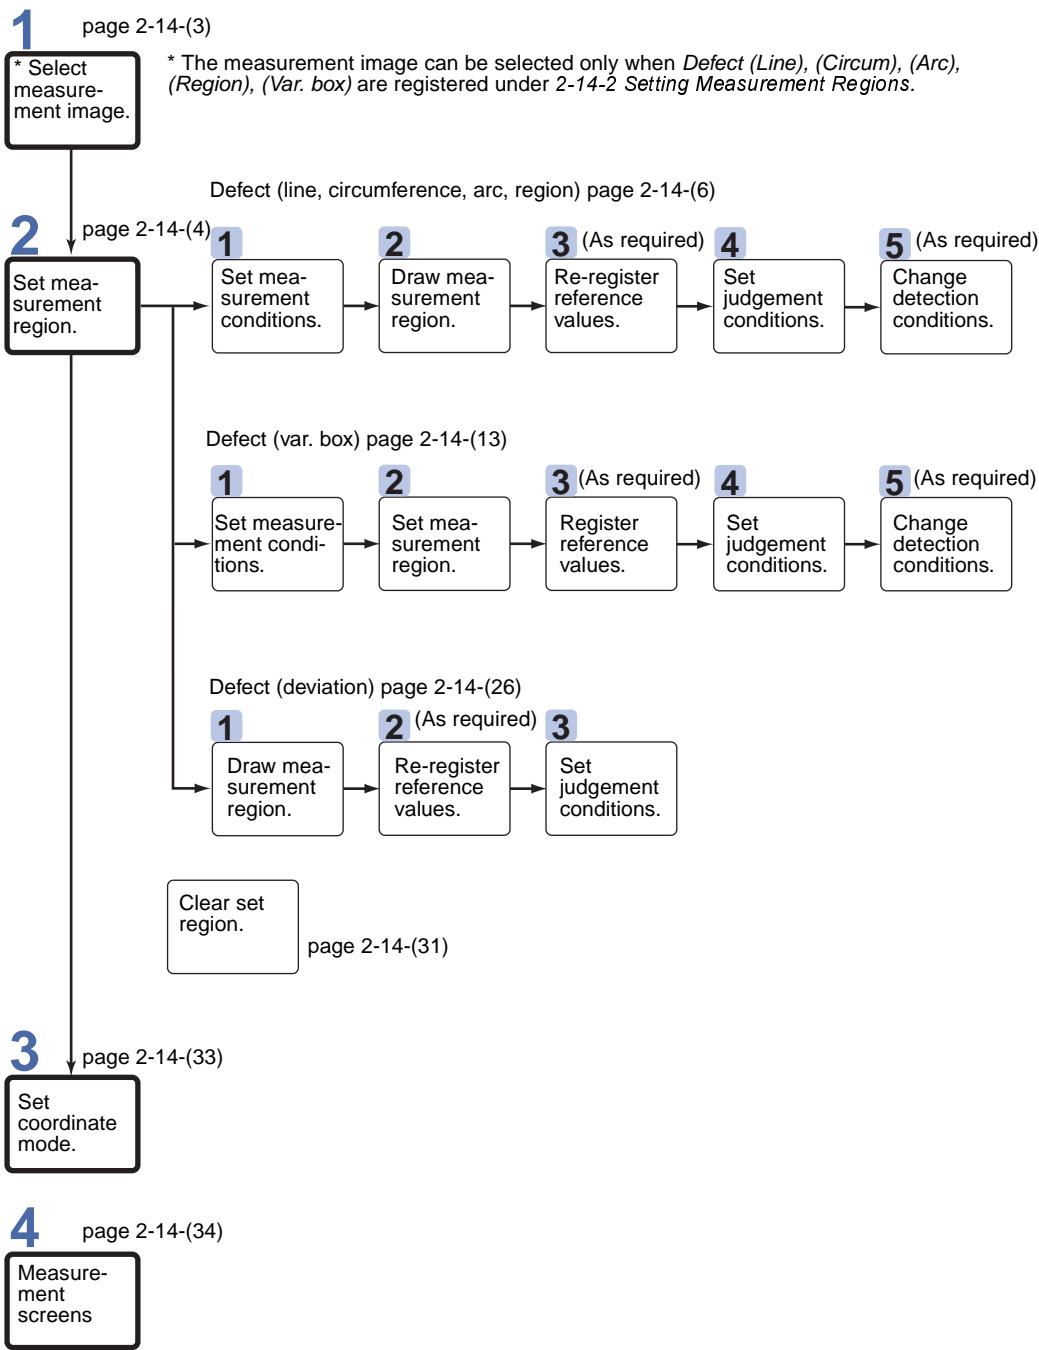 1
page 2-14-(3)
* Select
measure-
ment image.
* The measurement image can be selected only when Defect (Line), (Circum), (Arc),
(Region), (Var. box) are registered under 2-14-2 Setting Measurement Regions.
Defect (line, circumference, arc, region) page 2-14-(6)
2
page 2-14-(4)
Set mea-
surement
region.
1
Set mea-
surement
conditions.
2
Draw mea-
surement
region.
3 (As required)
Re-register
reference
values.
4
Set
judgement
conditions.
5 (As required)
Change
detection
conditions.
Defect (var. box) page 2-14-(13)
1
Set measure-
ment condi-
tions.
2
Set mea-
surement
region.
3 (As required)
Register
reference
values.
4
Set
judgement
conditions.
5 (As required)
Change
detection
conditions.
Defect (deviation) page 2-14-(26)
1
Draw mea-
surement
region.
2 (As required)
Re-register
reference
values.
3
Set
judgement
conditions.
Clear set
region.
page 2-14-(31)
3
page 2-14-(33)
Set
coordinate
mode.
4
page 2-14-(34)
Measure-
ment
screens